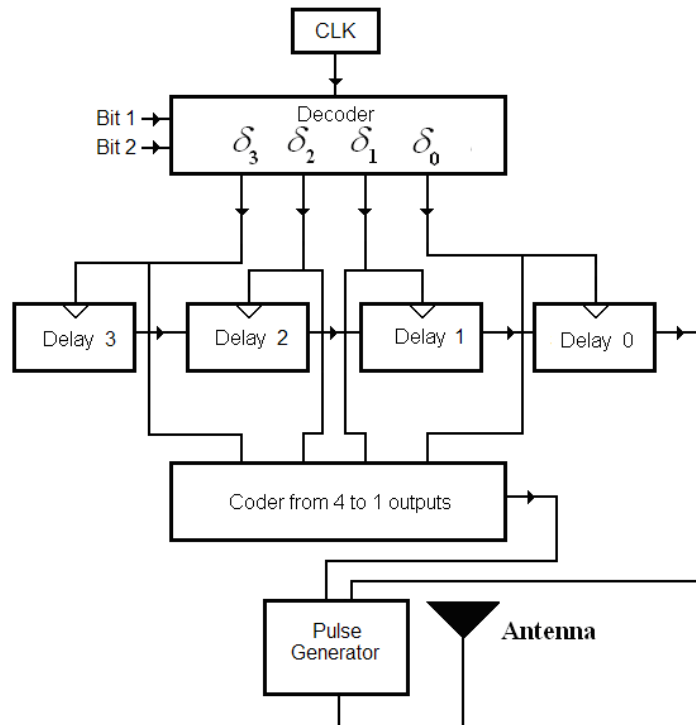 CLK
Decoder
Bit 1
Bit 2
δ3 δ2 δ1 δ0
Delay 3
Delay 2
Delay 1
Delay 0
Coder from 4 to 1 outputs
Pulse
Generator
Antenna